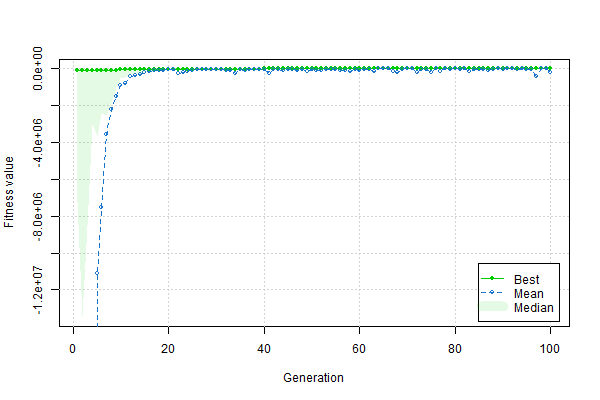 0.0e+00
-4.0e+06
-8.0e+06
-1.2e+07
Fitness value
0 20 40 60 80 100
Generation
Best
Mean
Median